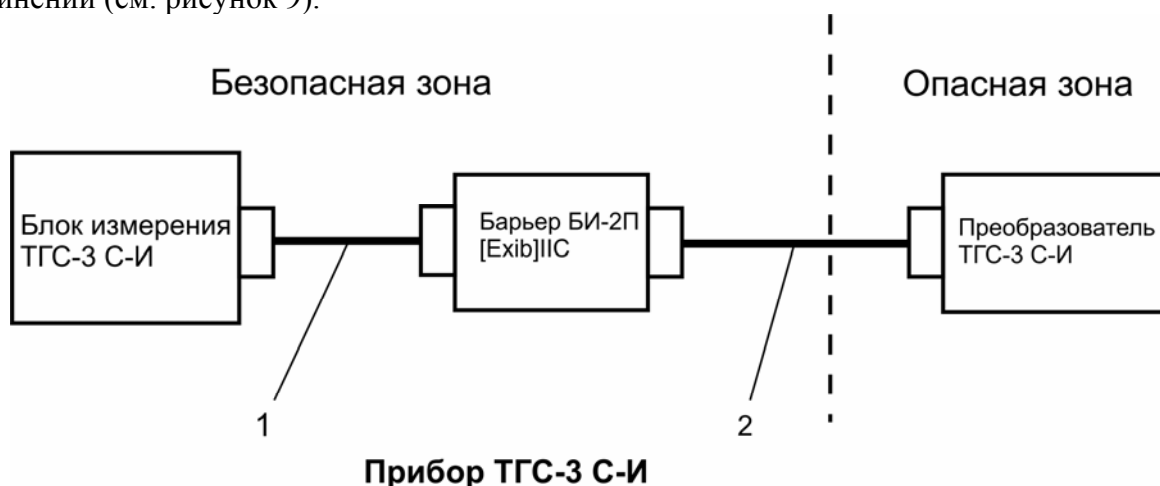 инений (см. рисунок 9).
Безопасная зона
Опасная зона
Блок измерения
ТГС-3 С-И
Барьер БИ-2П
[Exib]IIC
Преобразователь
ТГС-3 С-И
1
2
Прибор ТГС-3 С-И